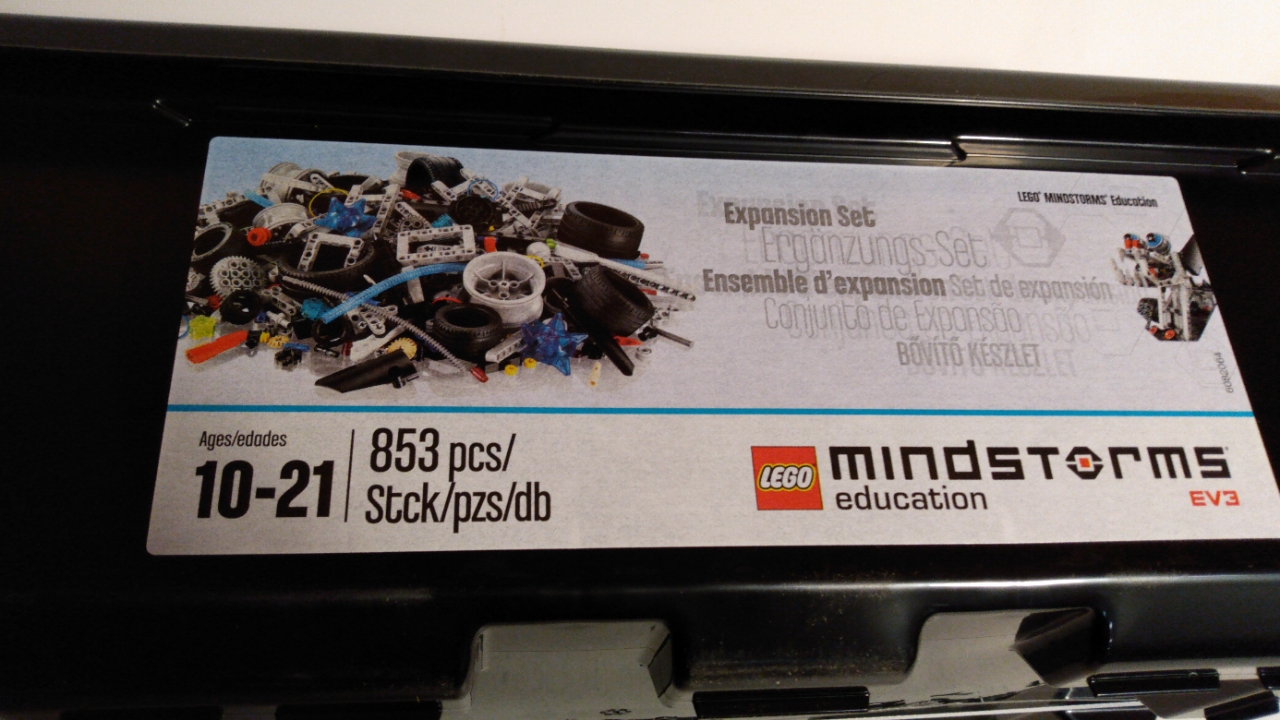 LEGO® MINDSTORMS® Education
Expansion Set
Ergänzungs-Set
Ensemble d'expansion Set de expansión
Conjunto de Expansão
BŐVÍTŐ KÉSZLET
6082064
Ages/edades
10-21
853 pcs/
Stck/pzs/db
LEGO mindstorms®
education
EV3